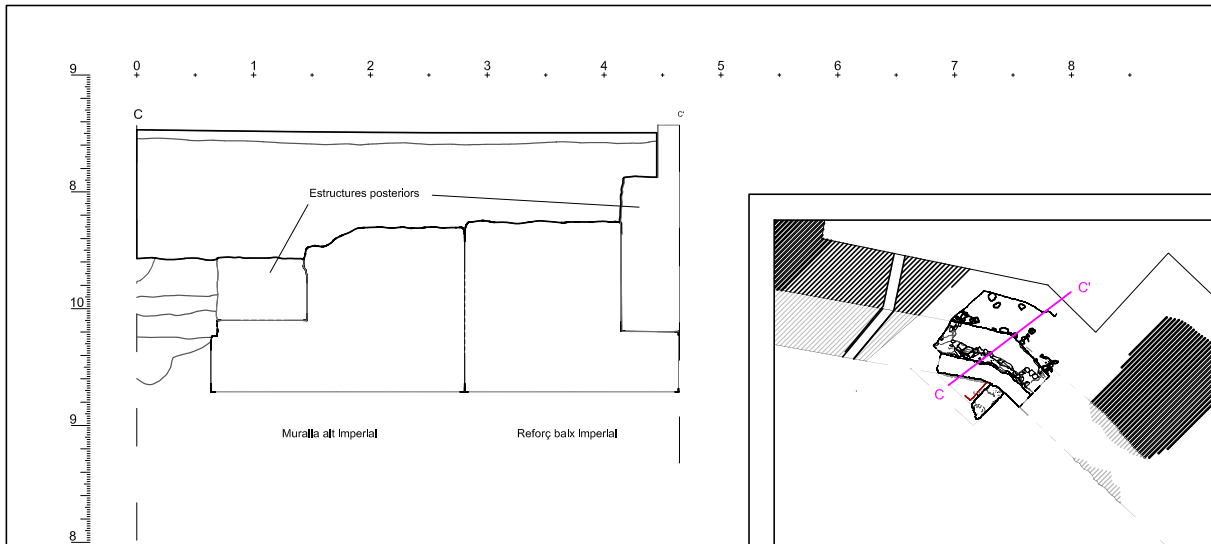 0 1 2 3 4 5 6 7 8
9
8
10
9
8
C
C'
Estructures posteriors
Muralla alt Imperial
Reforç baix Imperial
C'
C